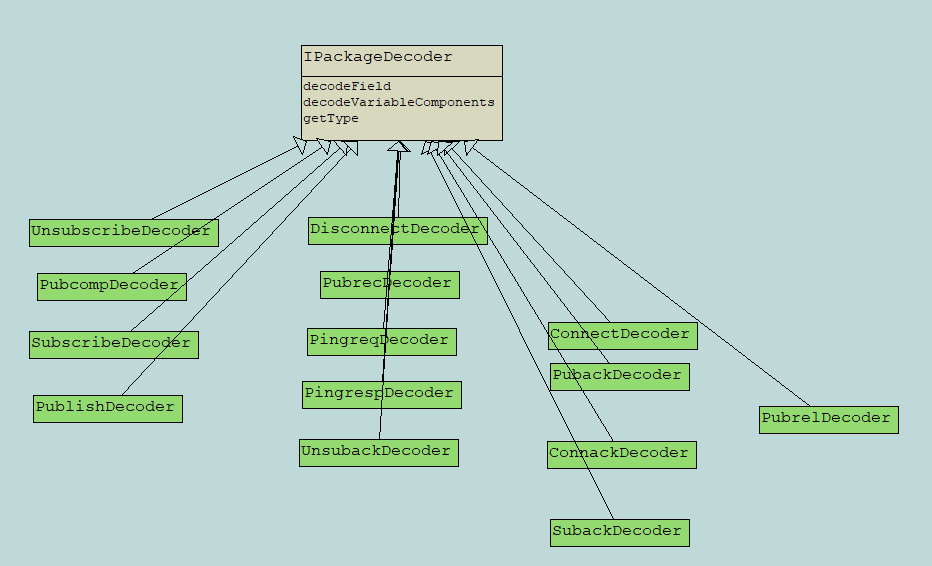 IPackageDecoder
decodeField
decodeVariableComponents
getType
UnsubscribeDecoder
DisconnectDecoder
PubcompDecoder
PubrecDecoder
SubscribeDecoder
PingreqDecoder
ConnectDecoder
PubackDecoder
PublishDecoder
PingrespDecoder
PubrelDecoder
UnsubackDecoder
ConnackDecoder
SubackDecoder